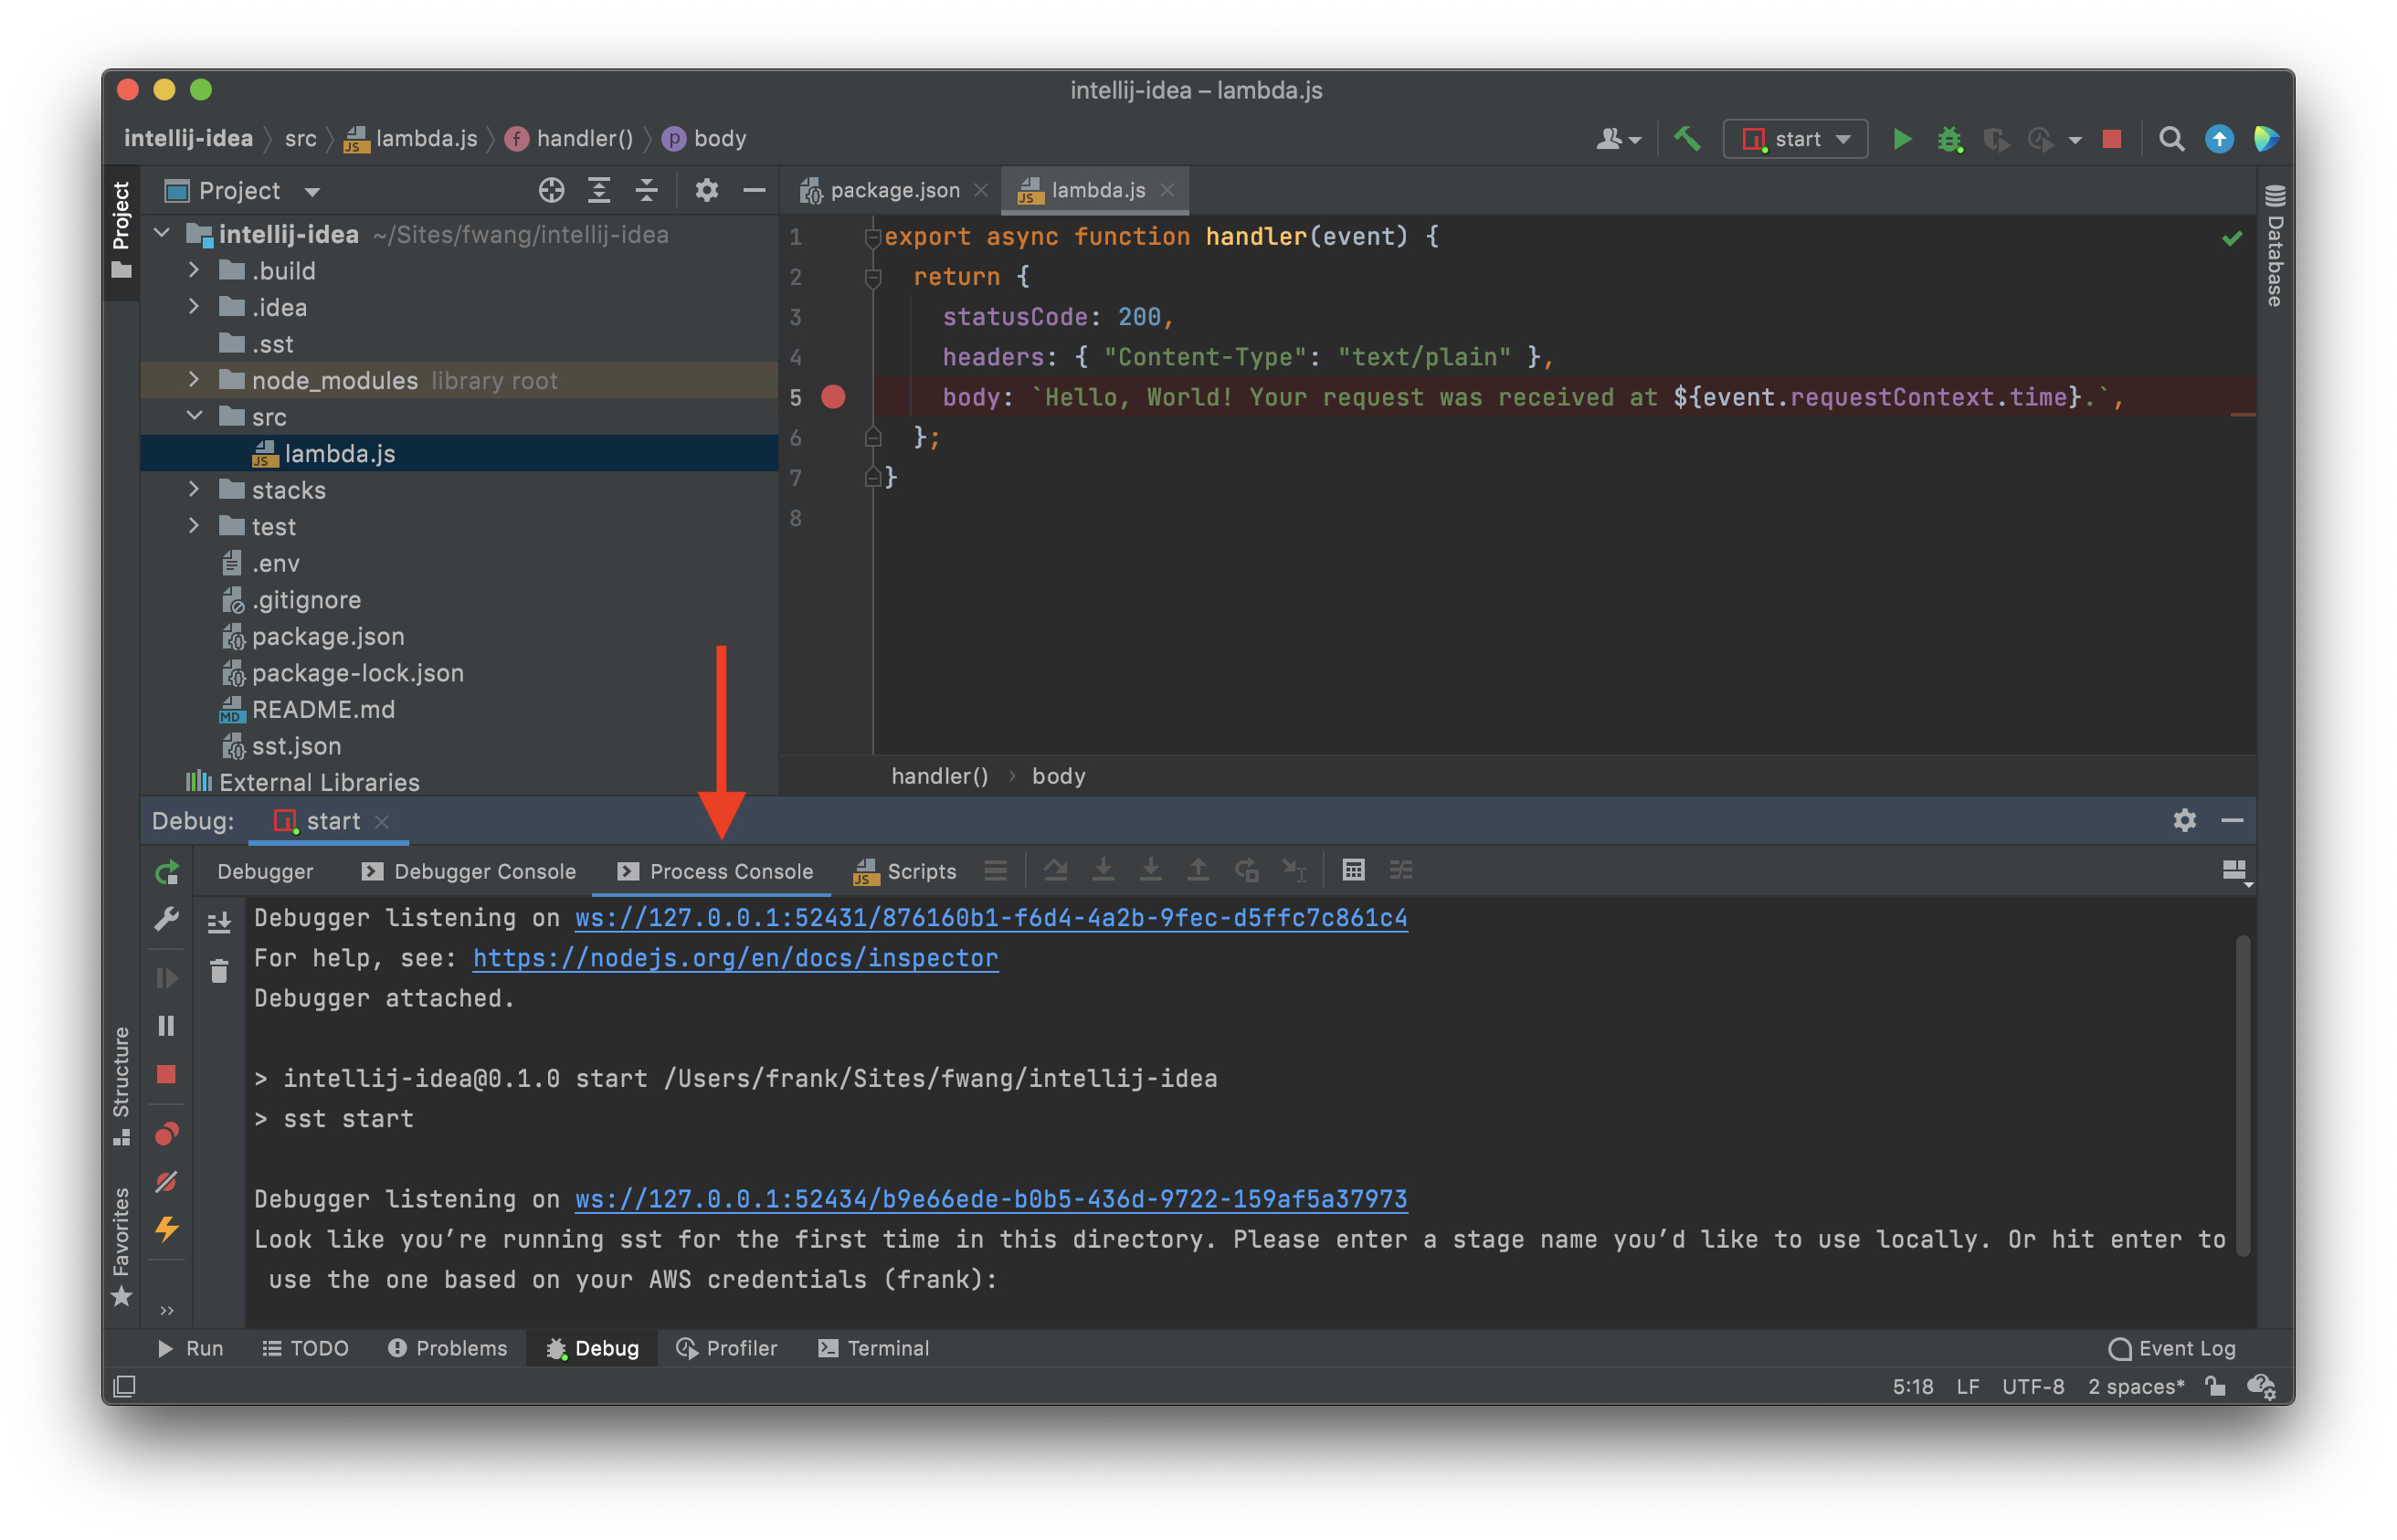 intellij-idea – lambda.js
intellij-idea src JS lambda.js f handler() p body
start
Project
Project
package.json
JS lambda.js
intellij-idea ~/Sites/fwang/intellij-idea
.build
.idea
.sst
node_modules library root
src
JS lambda.js
stacks
test
.env
.gitignore
package.json
package-lock.json
MD README.md
sst.json
External Libraries
1 export async function handler(event) {
2 return {
3 statusCode: 200,
4 headers: { "Content-Type": "text/plain" },
5 body: `Hello, World! Your request was received at ${event.requestContext.time}.`,
6 };
7 }
8
handler() › body
Database
Debug: start
Debugger
Debugger Console
Process Console
JS Scripts
Debugger listening on ws://127.0.0.1:52431/876160b1-f6d4-4a2b-9fec-d5ffc7c861c4
For help, see: https://nodejs.org/en/docs/inspector
Debugger attached.
> intellij-idea@0.1.0 start /Users/frank/Sites/fwang/intellij-idea
> sst start
Debugger listening on ws://127.0.0.1:52434/b9e66ede-b0b5-436d-9722-159af5a37973
Look like you’re running sst for the first time in this directory. Please enter a stage name you’d like to use locally. Or hit enter to
use the one based on your AWS credentials (frank):
Structure
Favorites
Run
TODO
Problems
Debug
Profiler
Terminal
Event Log
5:18 LF UTF-8 2 spaces*